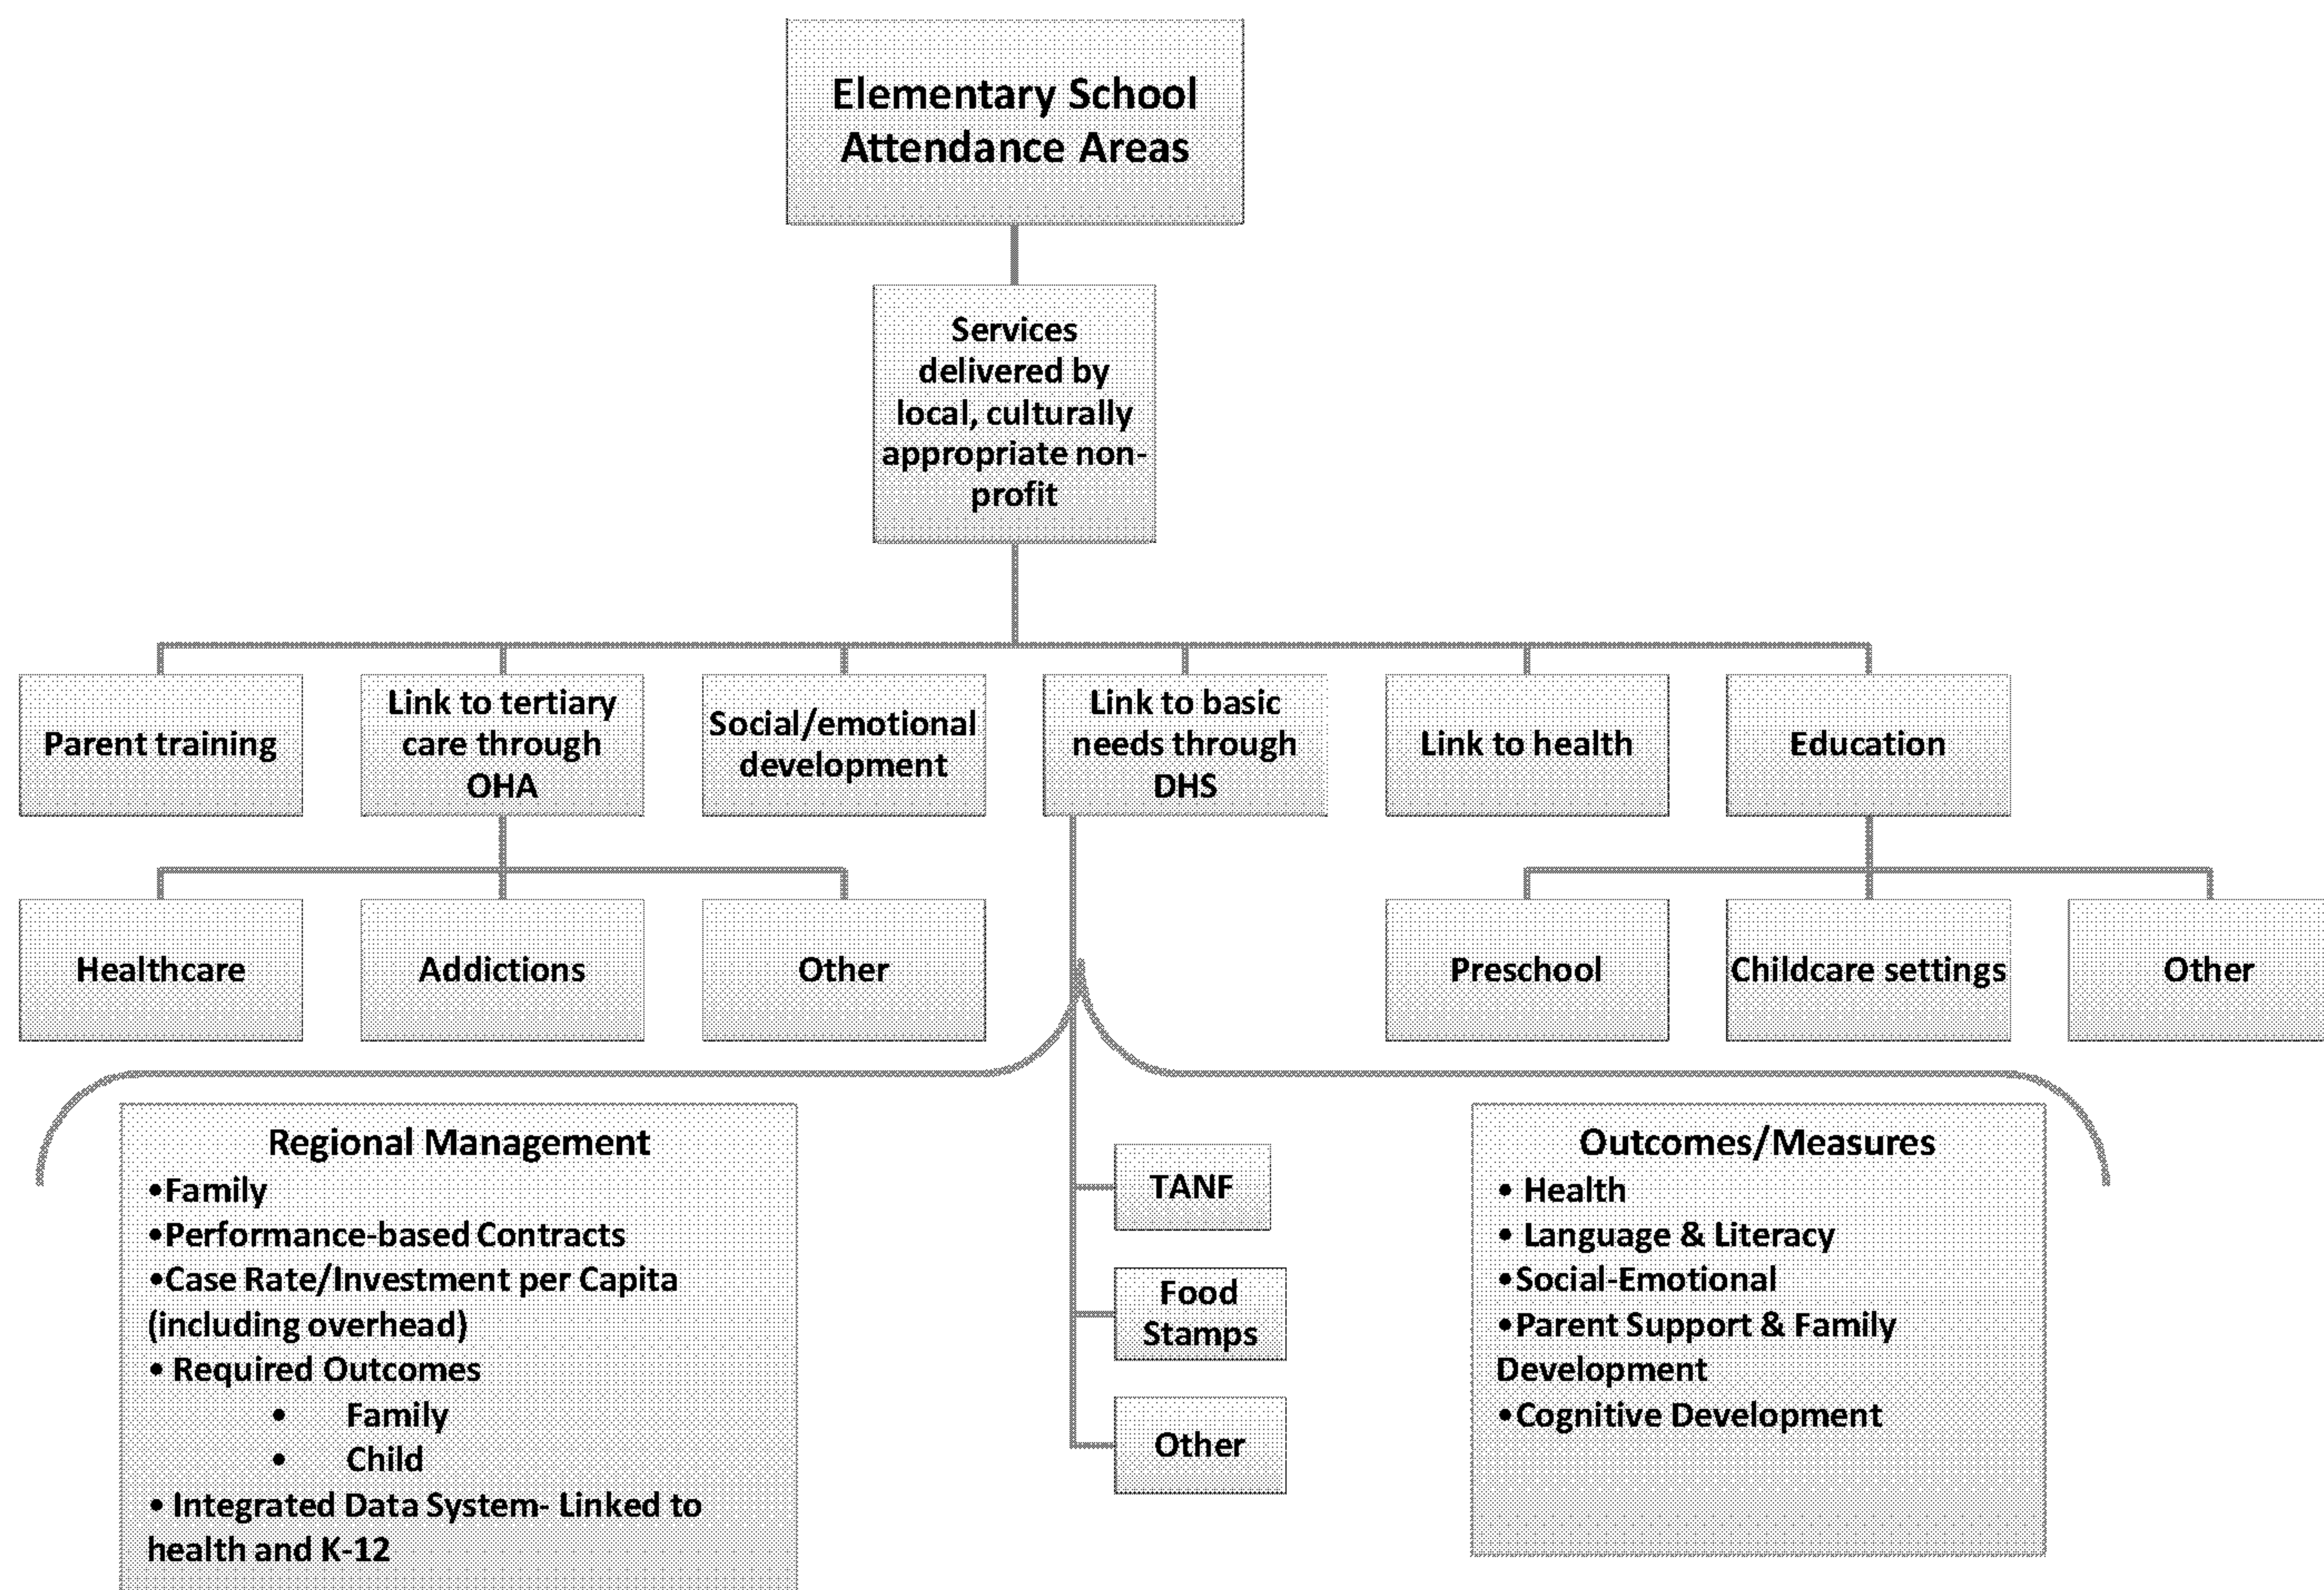 Elementary School
Attendance Areas
Services
delivered by
local, culturally
appropriate non-
profit
Parent training
Link to tertiary
care through
OHA
Social/emotional
development
Link to basic
needs through
DHS
Link to health
Education
Healthcare
Addictions
Other
Preschool
Childcare settings
Other
Regional Management
•Family
•Performance-based Contracts
•Case Rate/Investment per Capita
(including overhead)
• Required Outcomes
• Family
• Child
• Integrated Data System- Linked to
health and K-12
TANF
Food
Stamps
Other
Outcomes/Measures
• Health
• Language & Literacy
•Social-Emotional
•Parent Support & Family
Development
•Cognitive Development